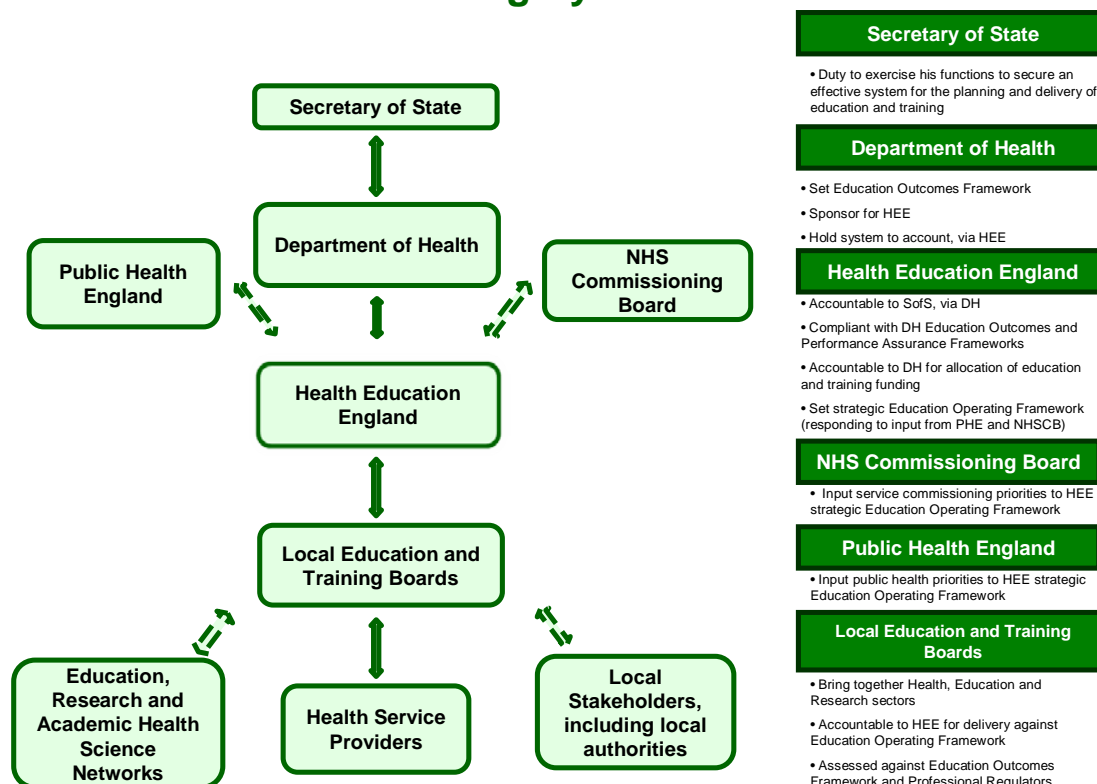 Secretary of State
Department of Health
Public Health
England
NHS
Commissioning
Board
Health Education
England
Local Education and
Training Boards
Education,
Research and
Academic Health
Science
Networks
Health Service
Providers
Local
Stakeholders,
including local
authorities
Secretary of State
• Duty to exercise his functions to secure an
effective system for the planning and delivery of
education and training
Department of Health
• Set Education Outcomes Framework
• Sponsor for HEE
• Hold system to account, via HEE
Health Education England
• Accountable to SofS, via DH
• Compliant with DH Education Outcomes and
Performance Assurance Frameworks
• Accountable to DH for allocation of education
and training funding
• Set strategic Education Operating Framework
(responding to input from PHE and NHSCB)
NHS Commissioning Board
• Input service commissioning priorities to HEE
strategic Education Operating Framework
Public Health England
• Input public health priorities to HEE strategic
Education Operating Framework
Local Education and Training
Boards
• Bring together Health, Education and
Research sectors
• Accountable to HEE for delivery against
Education Operating Framework
• Assessed against Education Outcomes
Framework and Professional Regulators